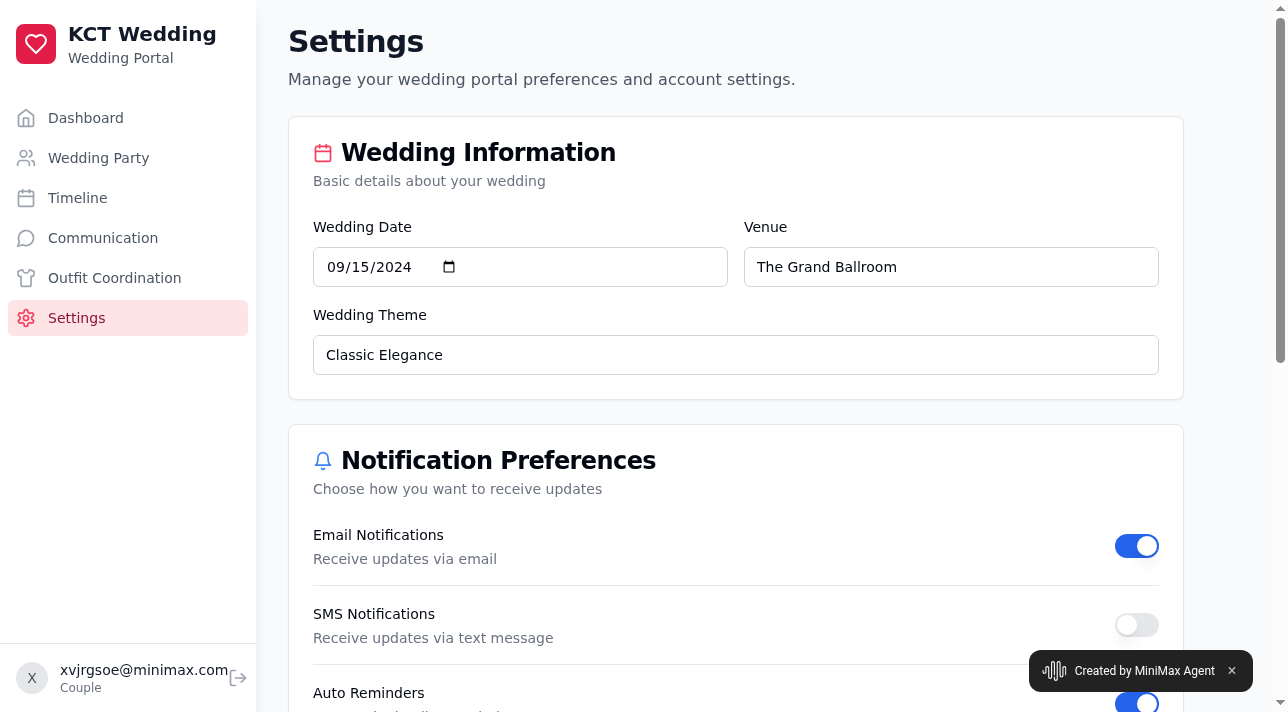 KCT Wedding
Wedding Portal
Dashboard
Wedding Party
Timeline
Communication
Outfit Coordination
Settings
X
xvjrgsoe@minimax.com
Couple
Settings
Manage your wedding portal preferences and account settings.
Wedding Information
Basic details about your wedding
Wedding Date
09/15/2024
Venue
The Grand Ballroom
Wedding Theme
Classic Elegance
Notification Preferences
Choose how you want to receive updates
Email Notifications
Receive updates via email
SMS Notifications
Receive updates via text message
Auto Reminders
Created by MiniMax Agent